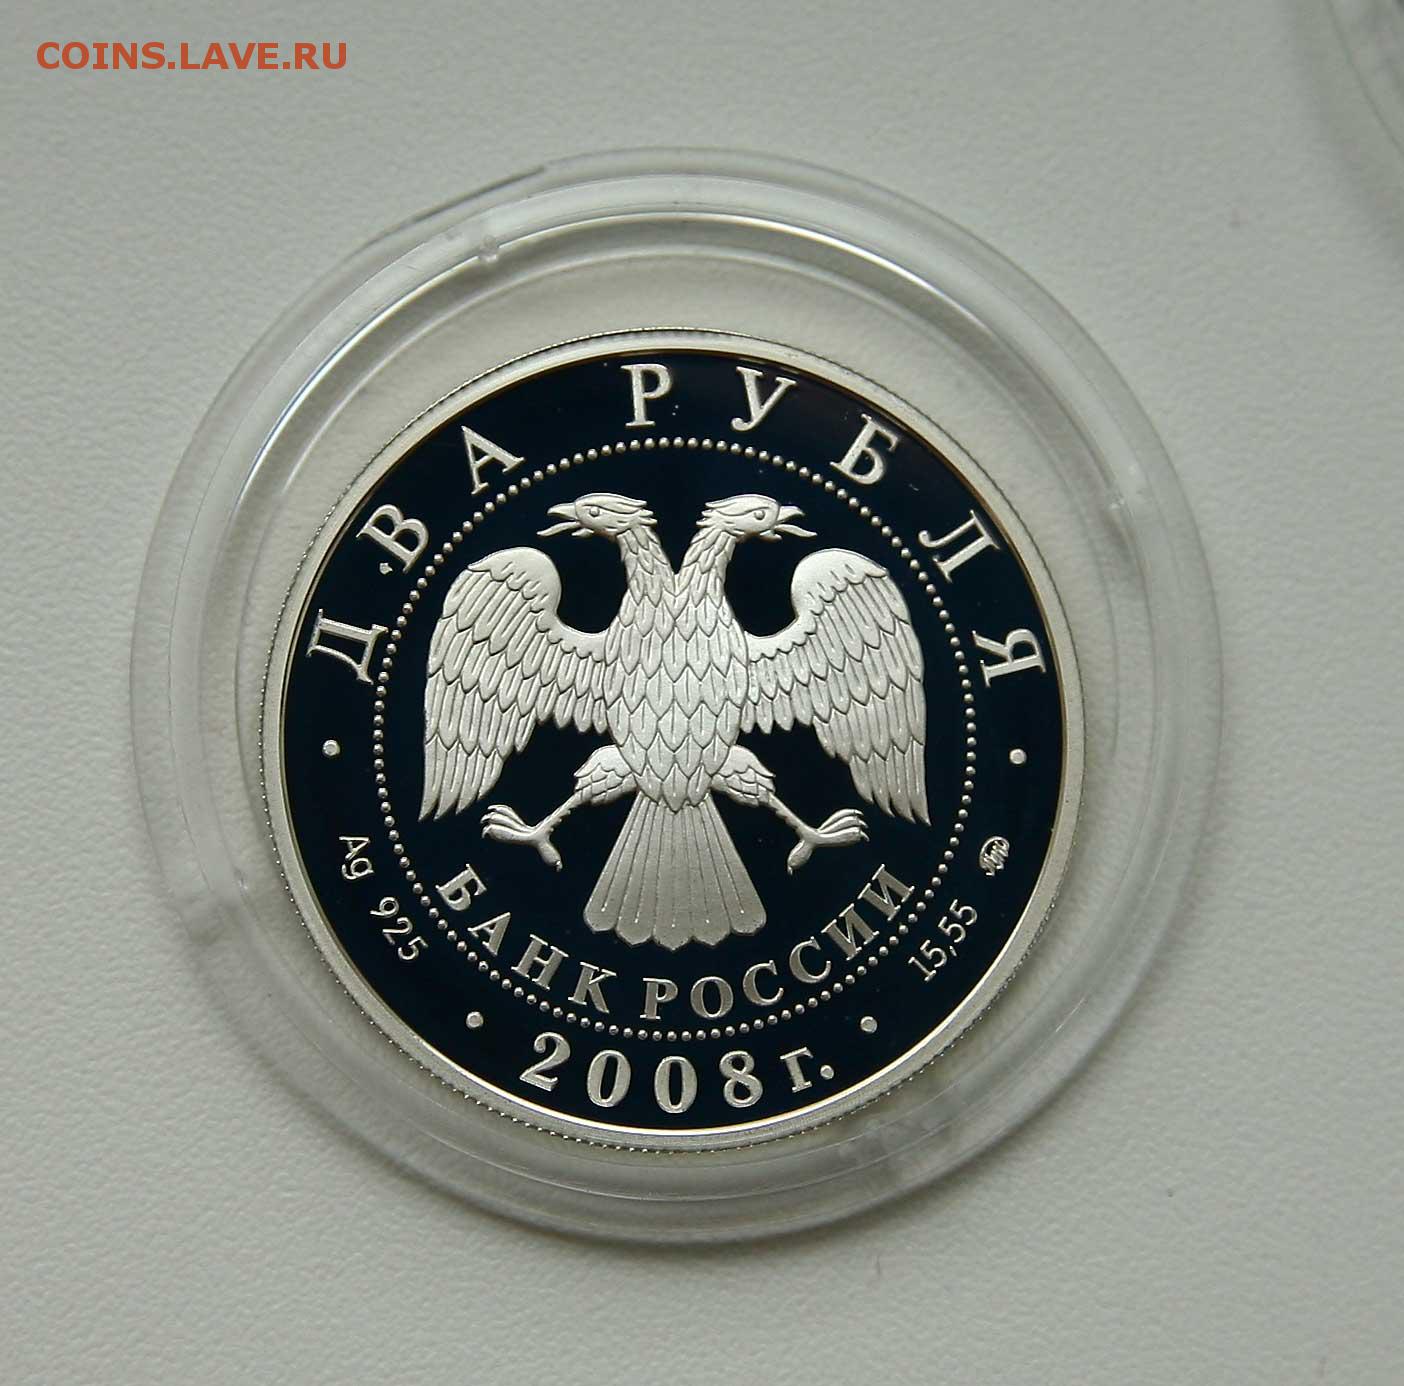 COINS.LAVE.RU
ДВА РУБЛЯ
Ag 925
БАНК РОССИИ
15,55
2008 г.